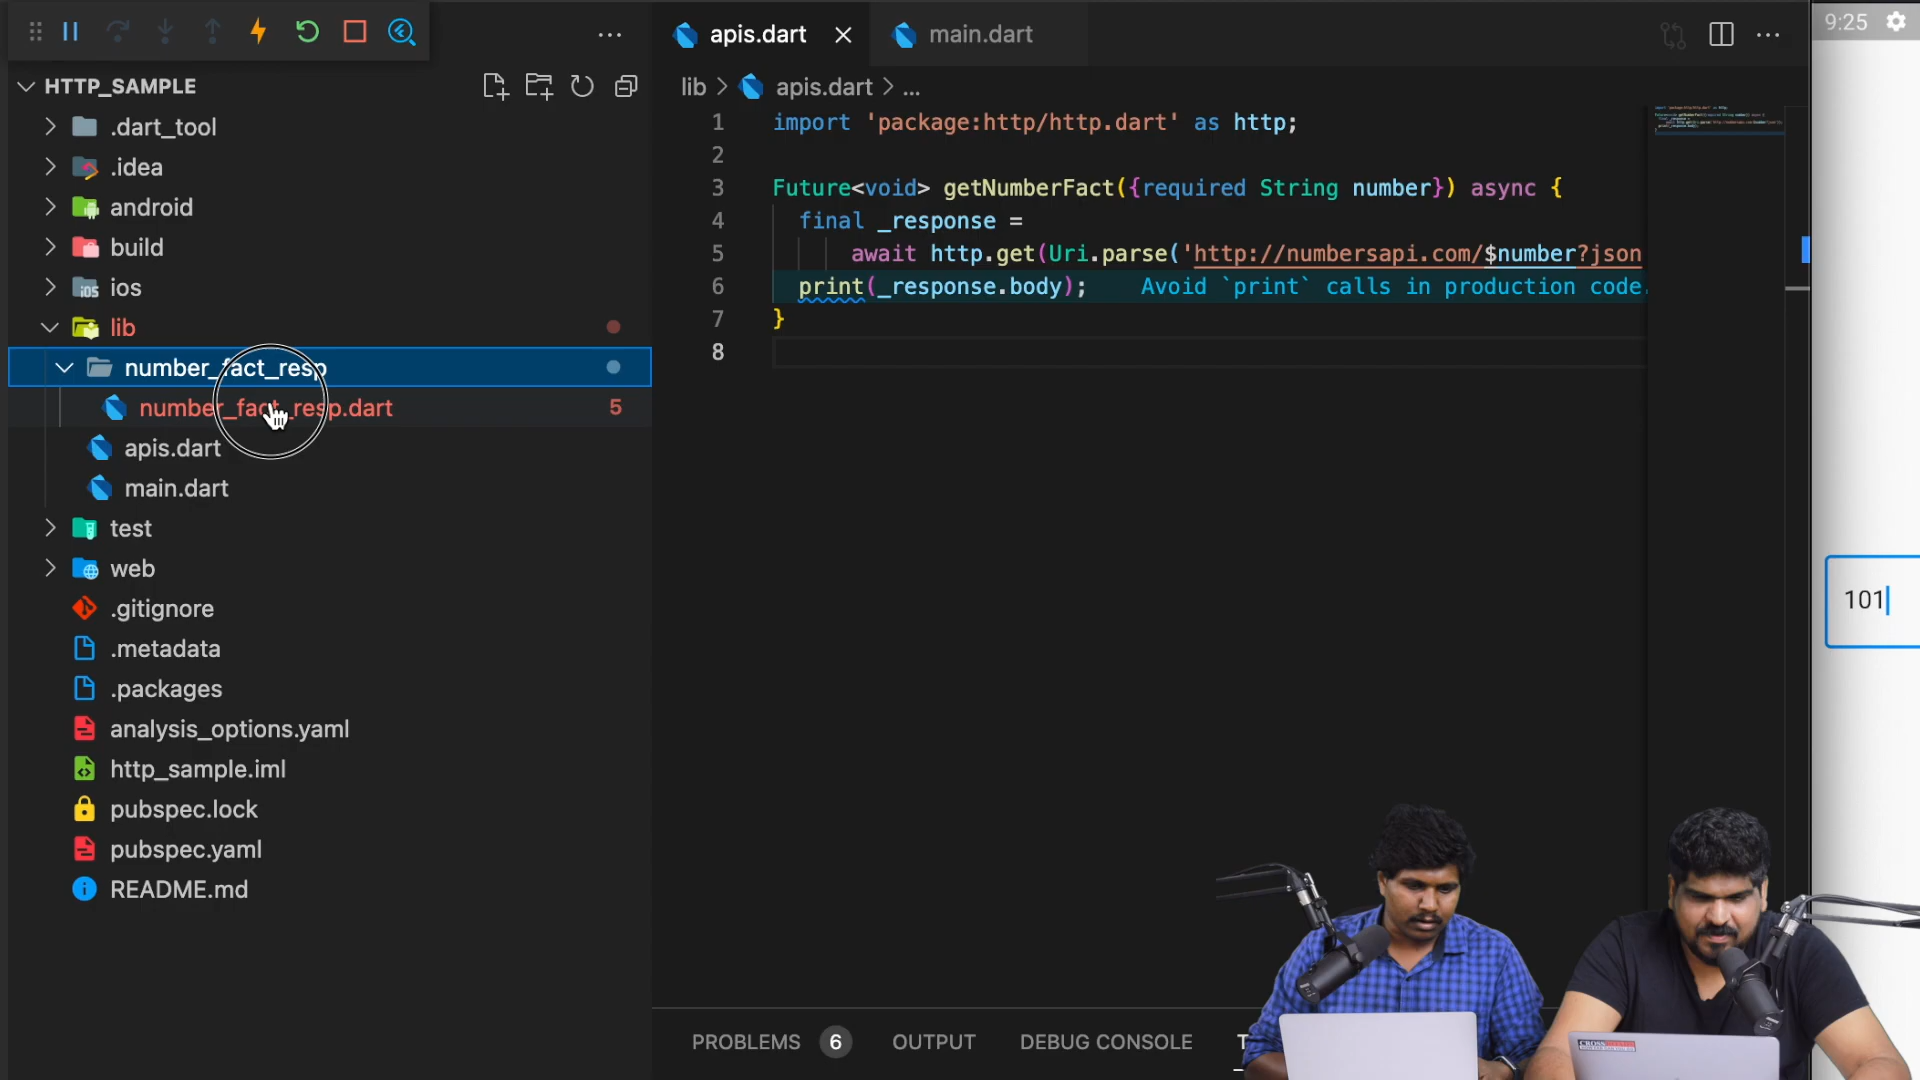 HTTP_SAMPLE
.dart_tool
.idea
android
build
ios
lib
number_fact_resp
number_fact_resp.dart 5
apis.dart
main.dart
test
web
.gitignore
.metadata
.packages
analysis_options.yaml
http_sample.iml
pubspec.lock
pubspec.yaml
README.md
apis.dart main.dart
lib > apis.dart > ...
1 import 'package:http/http.dart' as http;
2
3 Future<void> getNumberFact({required String number}) async {
4 final _response =
5 await http.get(Uri.parse('http://numbersapi.com/$number?json
6 print(_response.body); Avoid `print` calls in production code.
7 }
8
PROBLEMS 6 OUTPUT DEBUG CONSOLE T
9:25
101